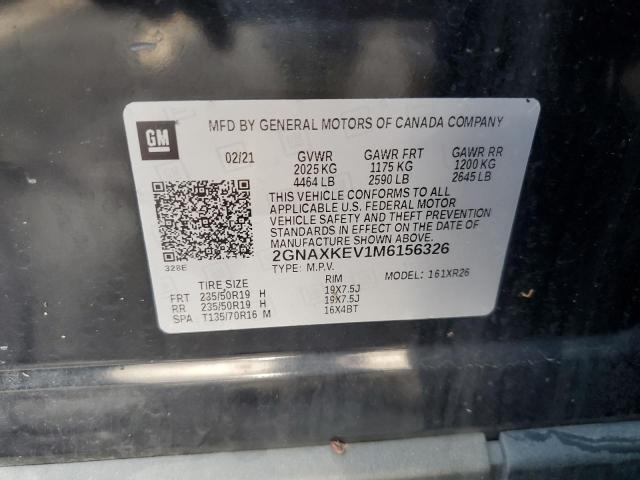 GM
MFD BY GENERAL MOTORS OF CANADA COMPANY
02/21 GVWR GAWR FRT GAWR RR
2025 KG 1175 KG 1200 KG
4464 LB 2590 LB 2645 LB
THIS VEHICLE CONFORMS TO ALL
APPLICABLE U.S. FEDERAL MOTOR
VEHICLE SAFETY AND THEFT PREVENTION
STANDARDS IN EFFECT ON THE DATE OF
MANUFACTURE SHOWN ABOVE.
2GNAXKEV1M6156326
328E
TYPE: M.P.V. MODEL: 161XR26
TIRE SIZE RIM
FRT 235/50R19 H 19X7.5J
RR 235/50R19 H 19X7.5J
SPA T135/70R16 M 16X4BT